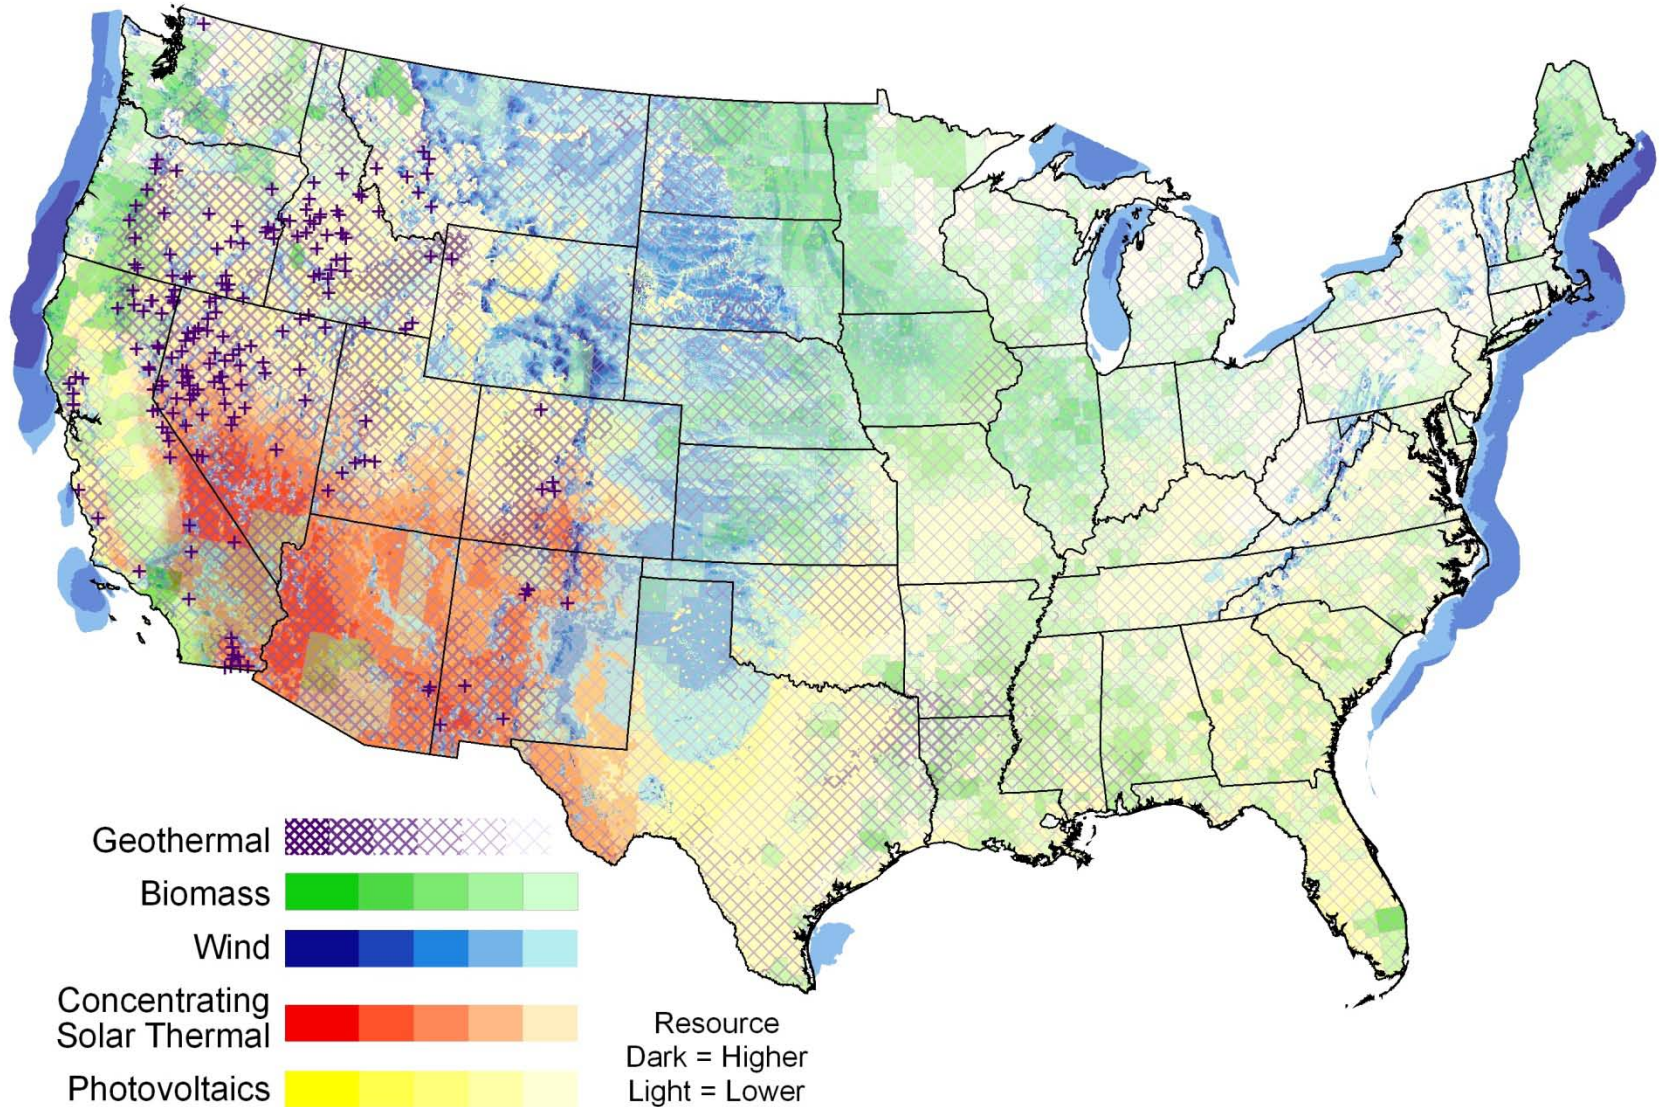 Geothermal
Biomass
Wind
Concentrating
Solar Thermal
Photovoltaics
Resource
Dark = Higher
Light = Lower